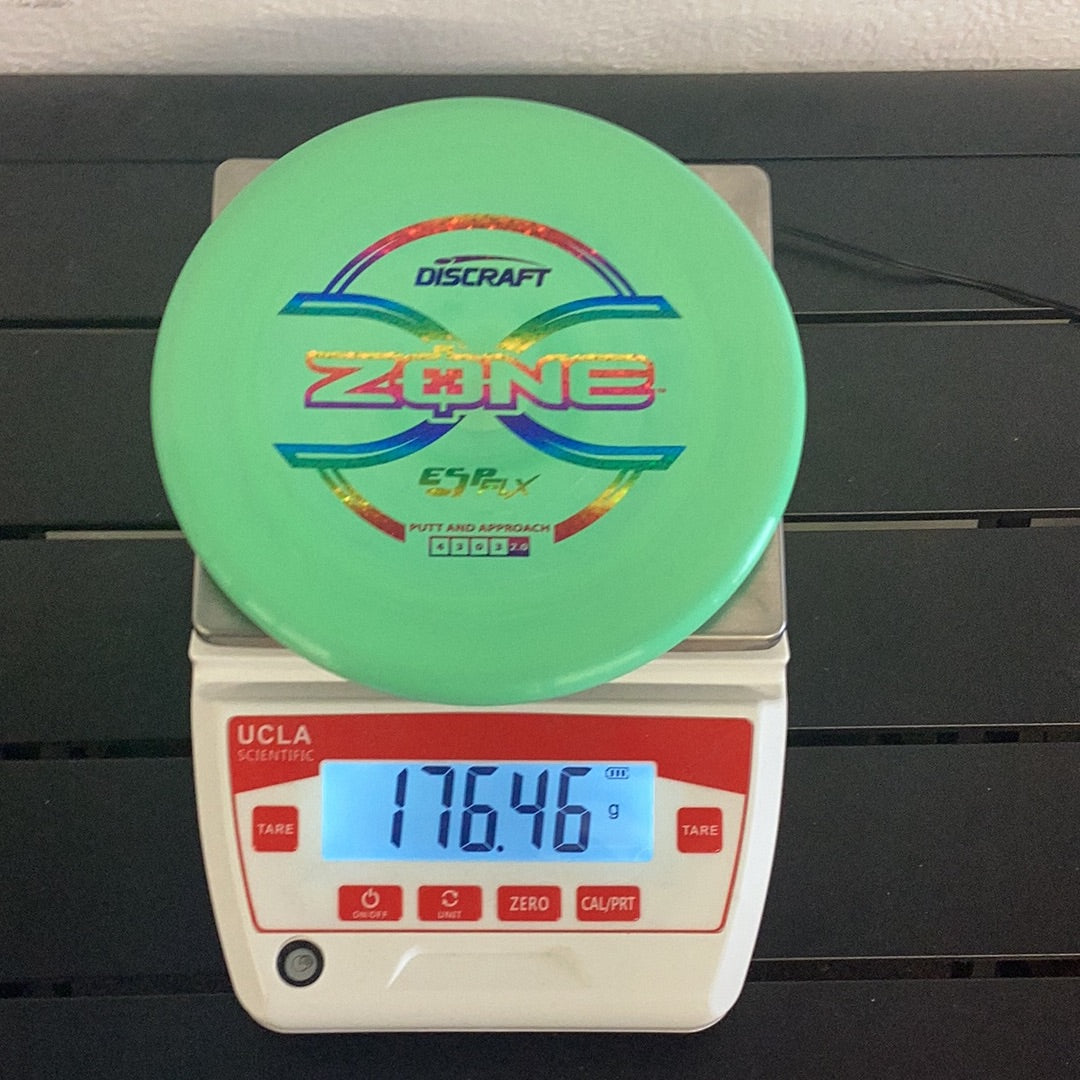 DISCRAFT
ZONE™
ESP FLX
PUTT AND APPROACH
4 3 0 3 2.0
UCLA
SCIENTIFIC
176.46 g
TARE
TARE
ON/OFF
UNIT
ZERO
CAL/PRT